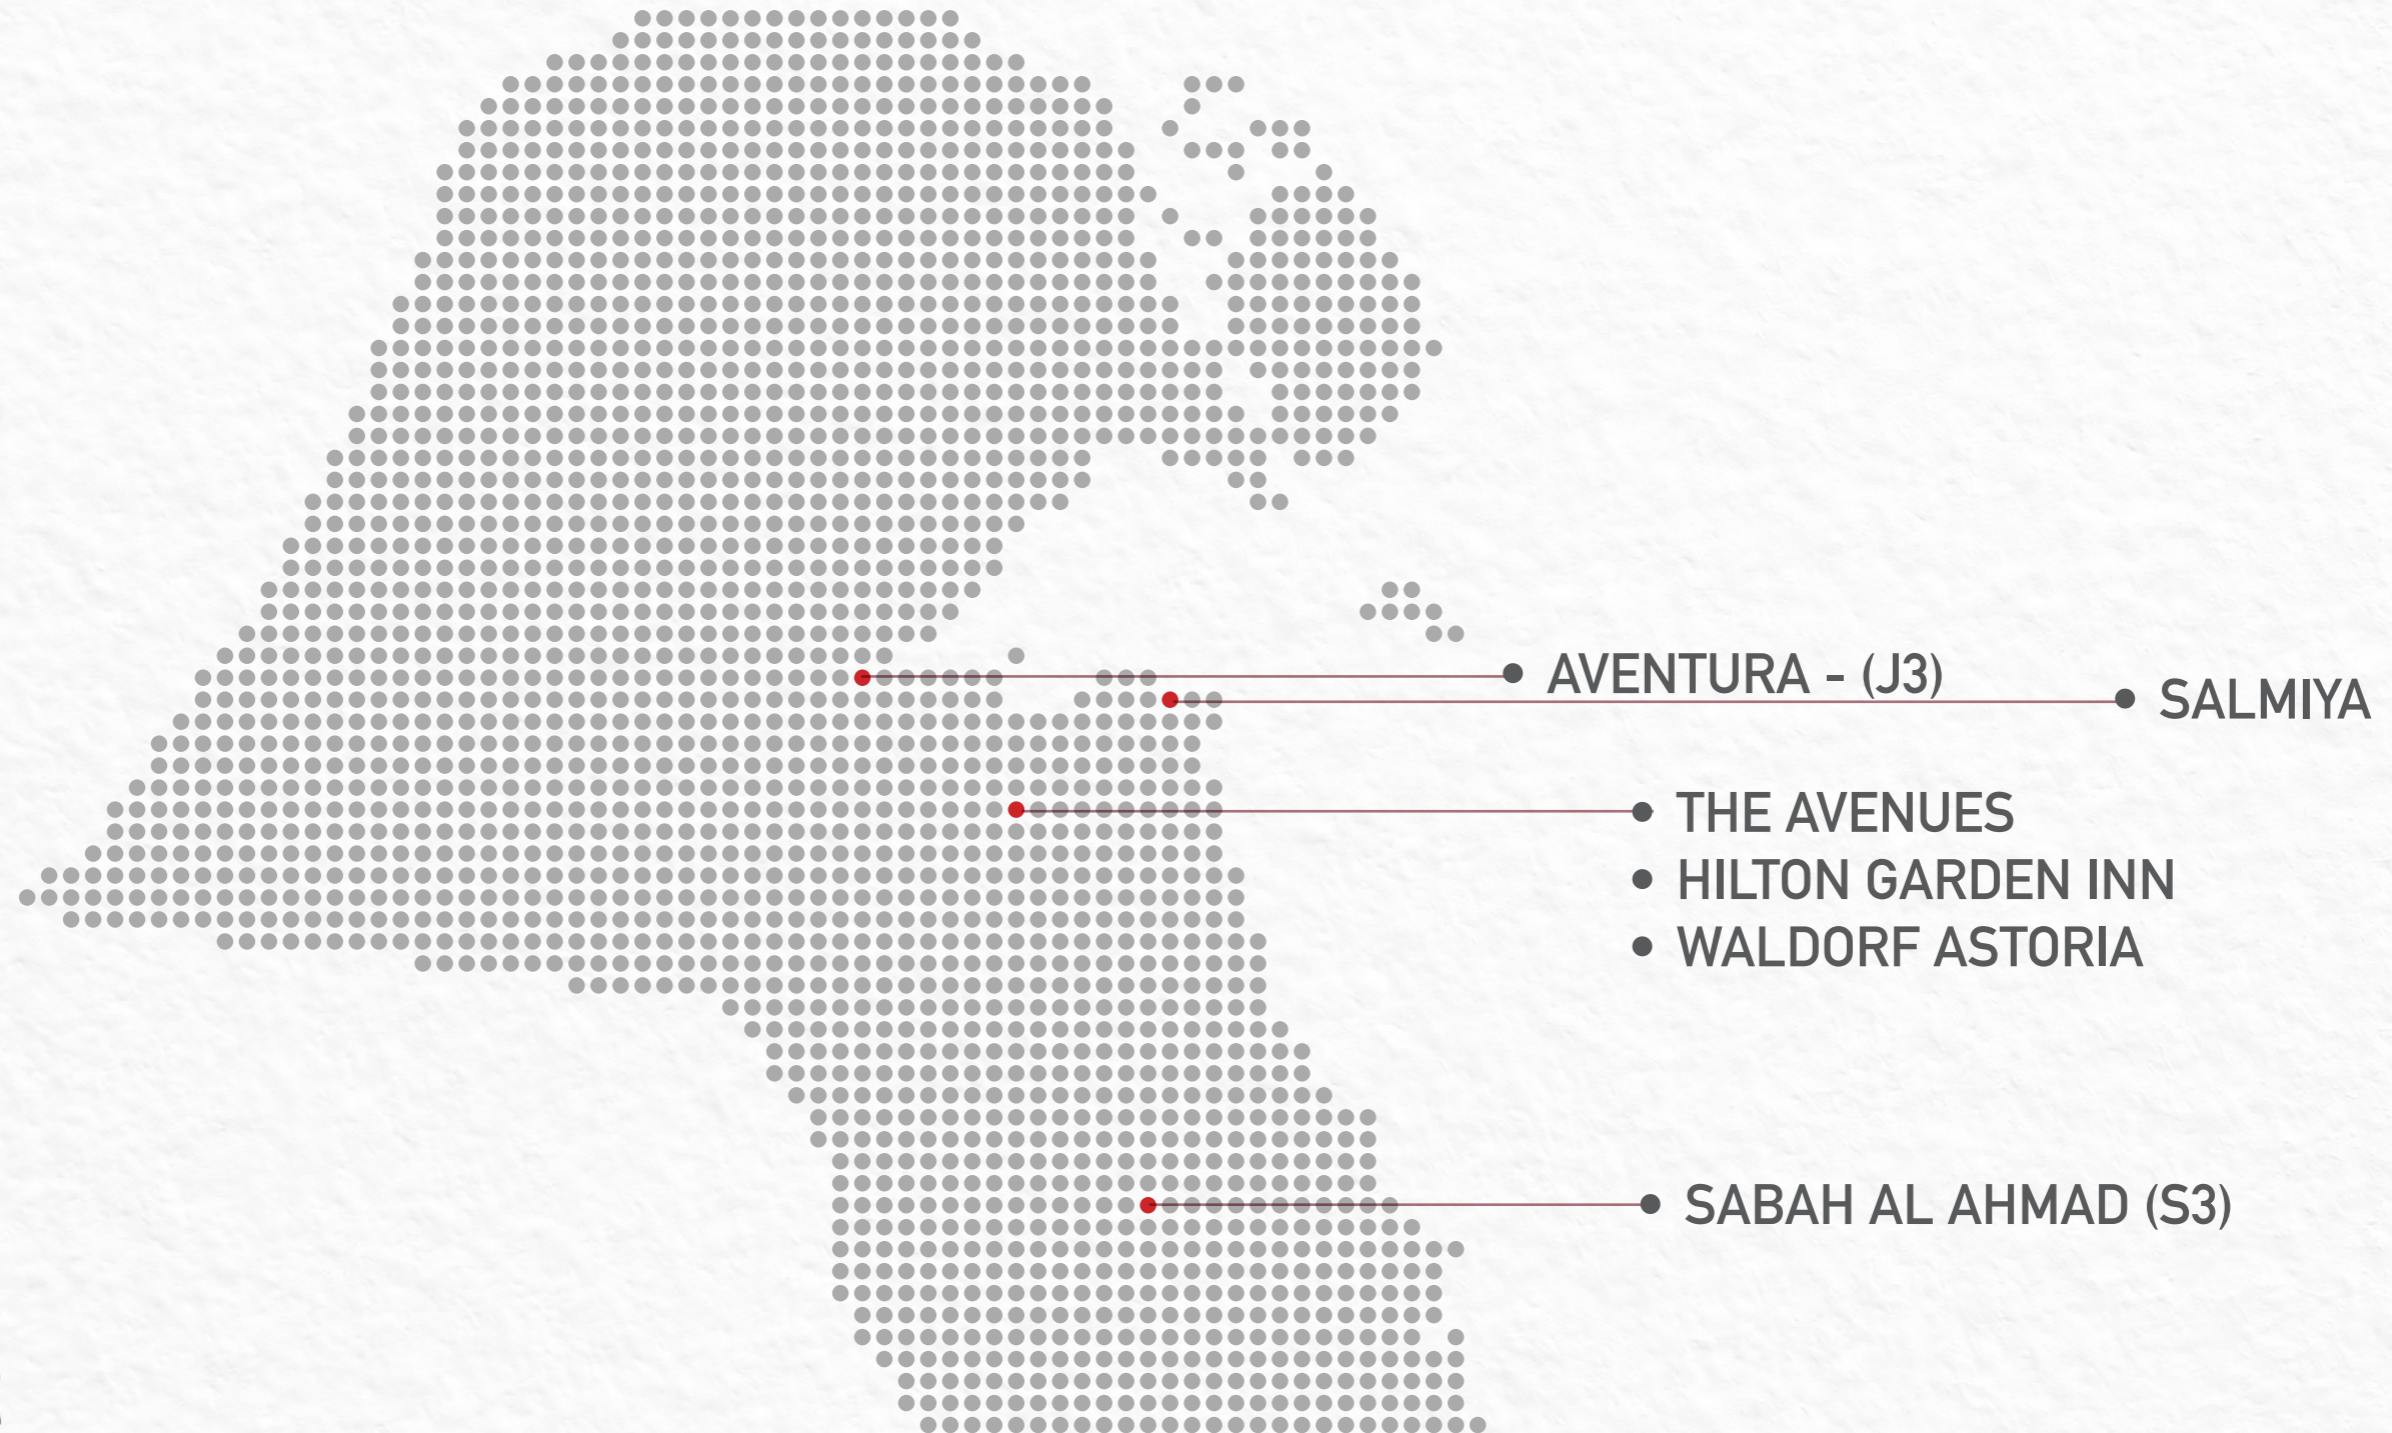 AVENTURA - (J3)
SALMIYA
THE AVENUES
HILTON GARDEN INN
WALDORF ASTORIA
SABAH AL AHMAD (S3)